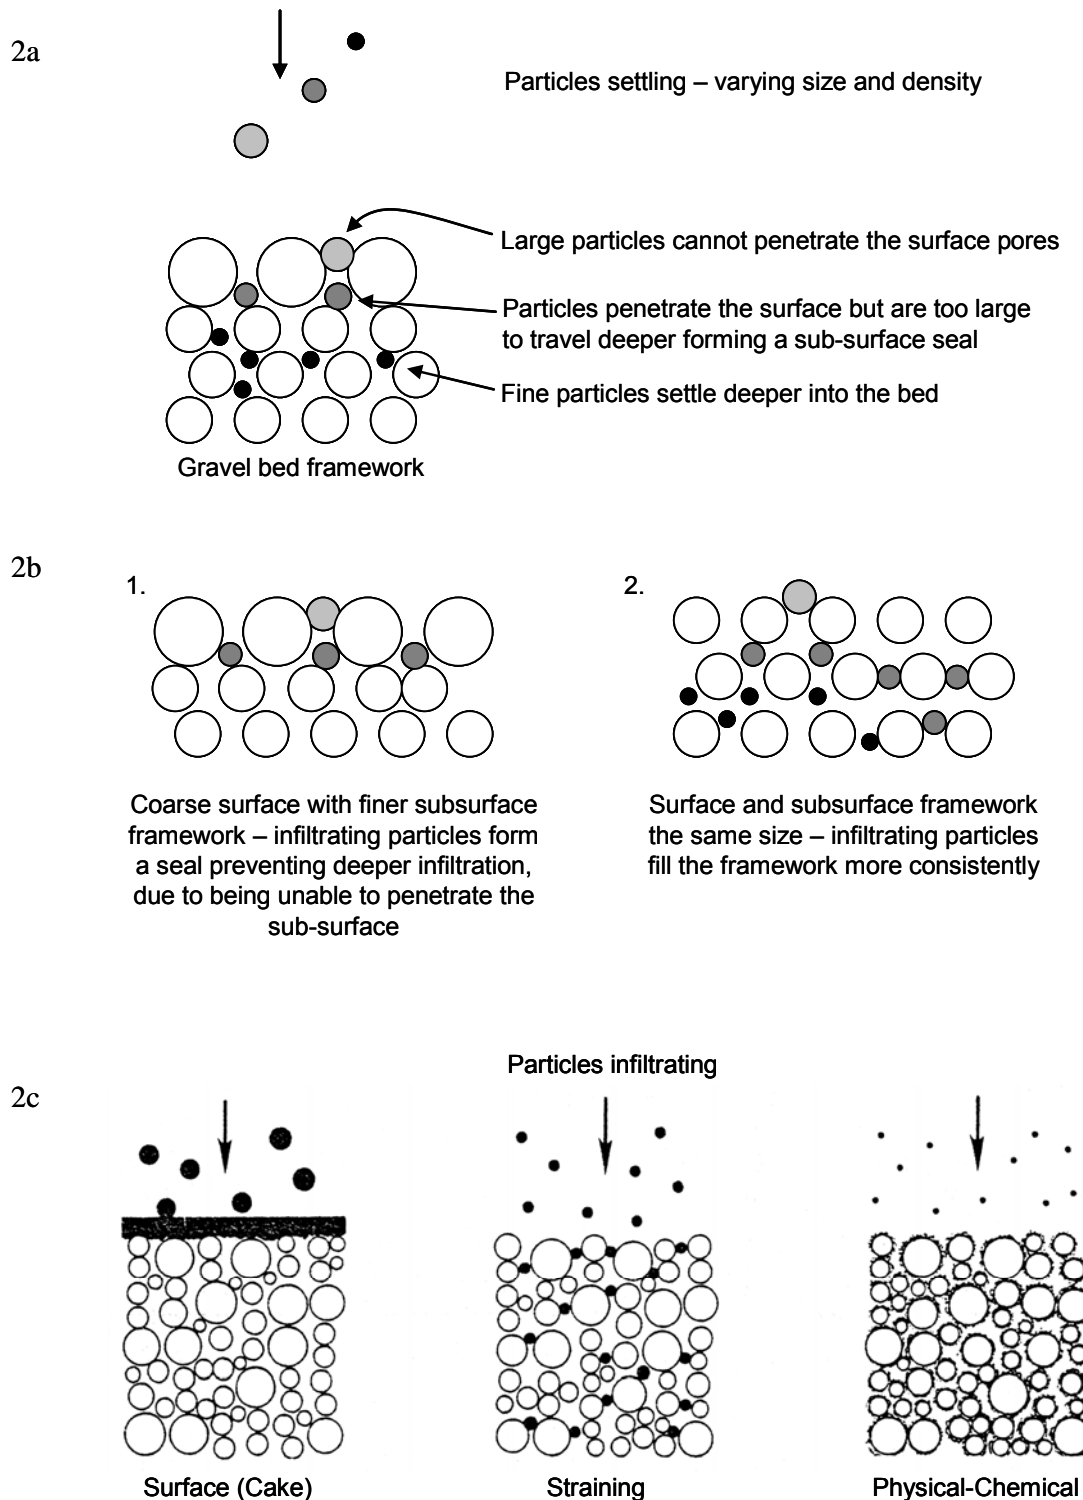 2a
Particles settling – varying size and density
Large particles cannot penetrate the surface pores
Particles penetrate the surface but are too large
to travel deeper forming a sub-surface seal
Fine particles settle deeper into the bed
Gravel bed framework
2b
1.
2.
Coarse surface with finer subsurface
framework – infiltrating particles form
a seal preventing deeper infiltration,
due to being unable to penetrate the
sub-surface
Surface and subsurface framework
the same size – infiltrating particles
fill the framework more consistently
Particles infiltrating
2c
Surface (Cake)
Straining
Physical-Chemical